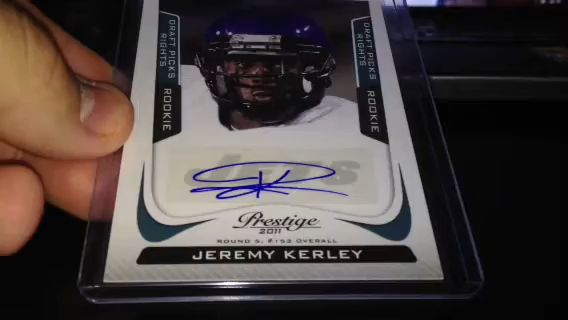 DRAFT PICKS RIGHTS
ROOKIE
DRAFT PICKS RIGHTS
ROOKIE
Prestige
2011
ROUND 5, #153 OVERALL
JEREMY KERLEY